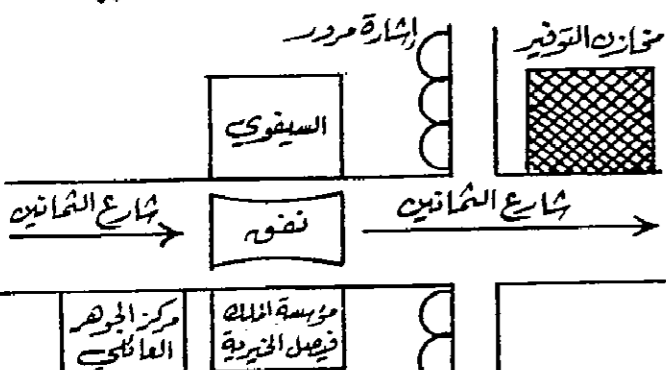 إشارة مرور
مخازن التوفير
السيفوي
شارع الثمانين
نفق
شارع الثمانين
مركز الجوهر
العائلي
مؤسسة الملك
فيصل الخيرية